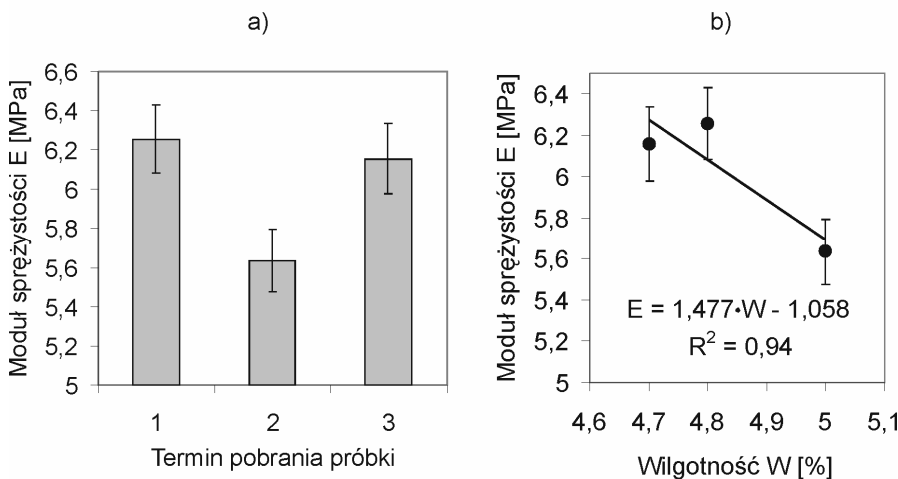 a)
Moduł sprężystości E [MPa]
6,6
6,4
6,2
6
5,8
5,6
5,4
5,2
5
1 2 3
Termin pobrania próbki
b)
Moduł sprężystości E [MPa]
6,4
6,2
6
5,8
5,6
5,4
5,2
5
E = 1,477•W - 1,058
R² = 0,94
4,6 4,7 4,8 4,9 5 5,1
Wilgotność W [%]